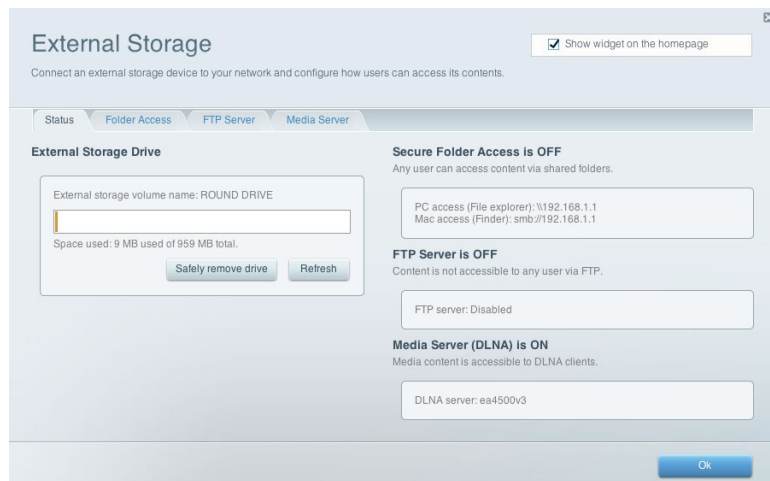 External Storage
Show widget on the homepage
Connect an external storage device to your network and configure how users can access its contents.
Status
Folder Access
FTP Server
Media Server
External Storage Drive
External storage volume name: ROUND DRIVE
Space used: 9 MB used of 959 MB total.
Safely remove drive
Refresh
Secure Folder Access is OFF
Any user can access content via shared folders.
PC access (File explorer): \\192.168.1.1
Mac access (Finder): smb://192.168.1.1
FTP Server is OFF
Content is not accessible to any user via FTP.
FTP server: Disabled
Media Server (DLNA) is ON
Media content is accessible to DLNA clients.
DLNA server: ea4500v3
Ok